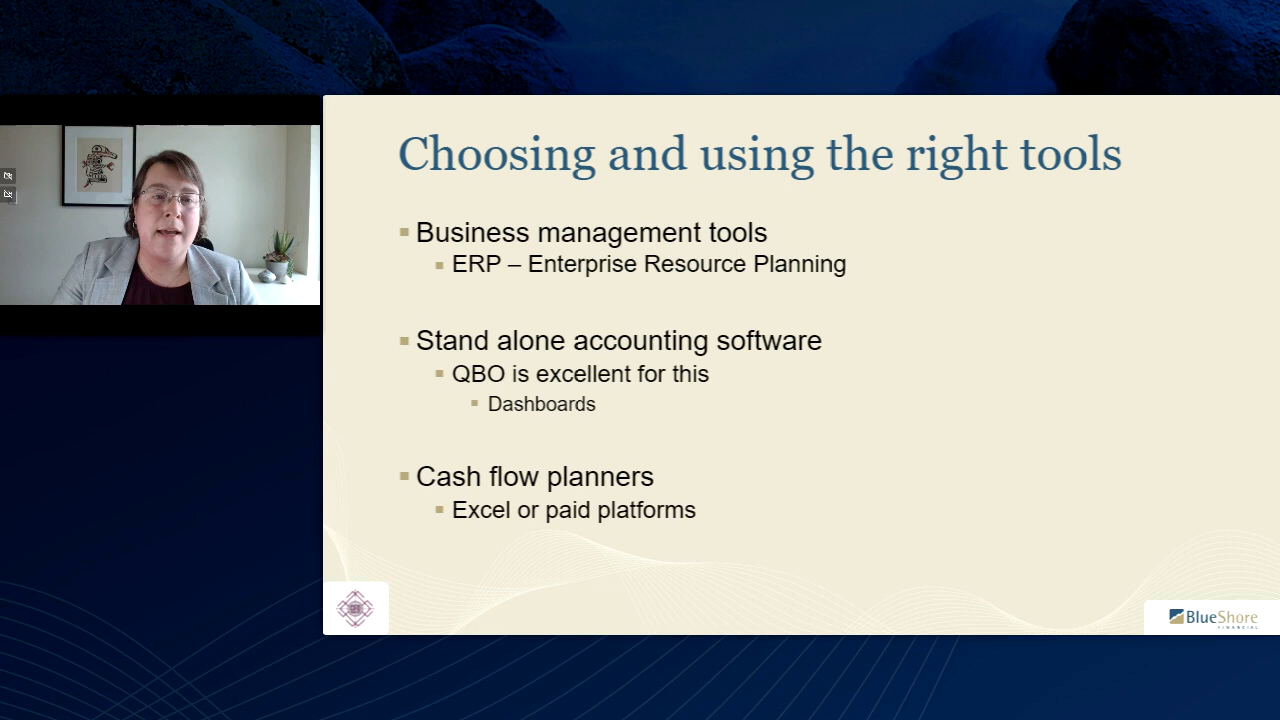 Choosing and using the right tools
Business management tools
ERP – Enterprise Resource Planning
Stand alone accounting software
QBO is excellent for this
Dashboards
Cash flow planners
Excel or paid platforms
BlueShore
FINANCIAL